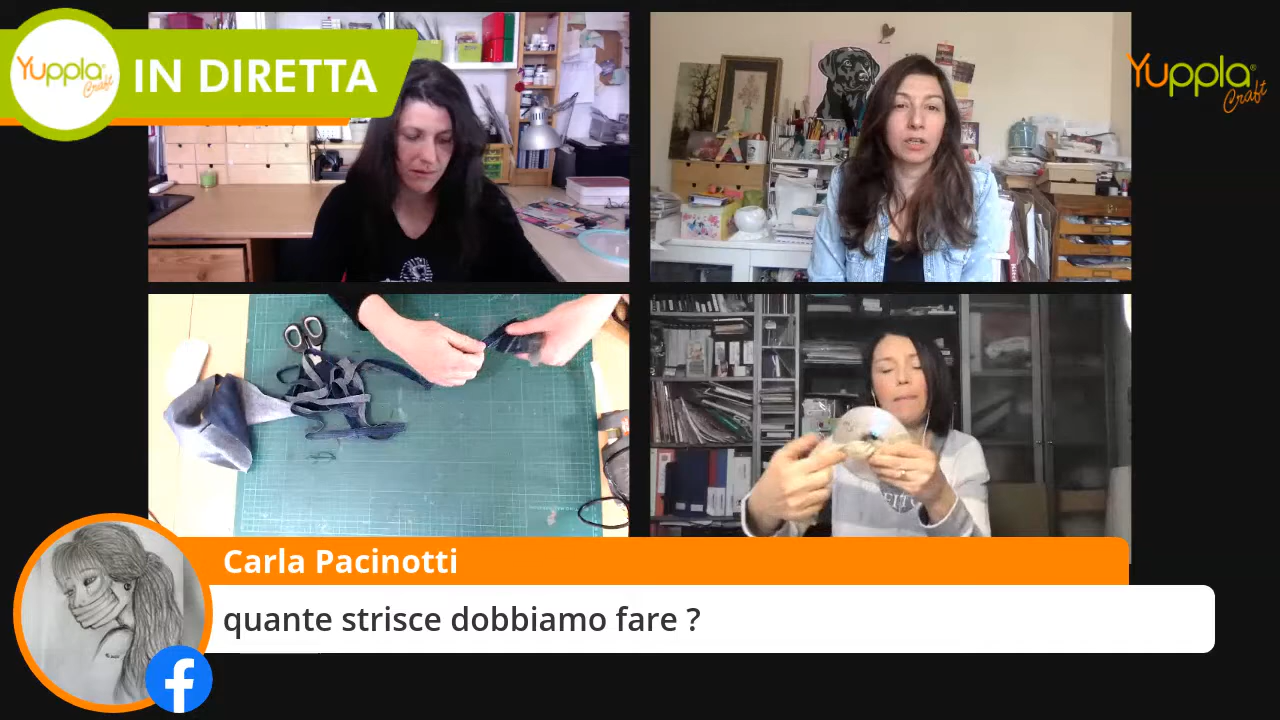 Yuppla
Craft
IN DIRETTA
Yuppla®
Craft
Carla Pacinotti
quante strisce dobbiamo fare ?